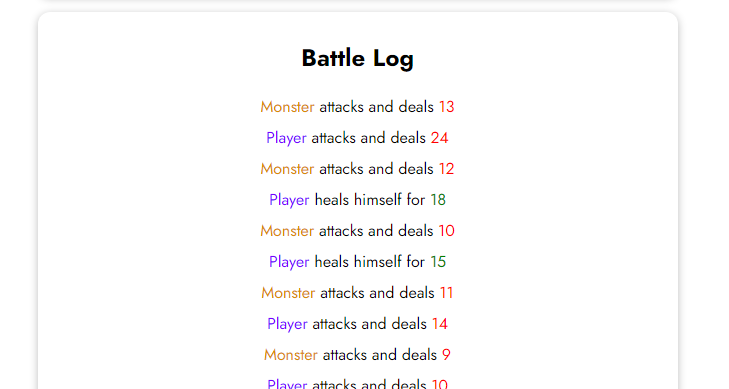 Battle Log
Monster attacks and deals 13
Player attacks and deals 24
Monster attacks and deals 12
Player heals himself for 18
Monster attacks and deals 10
Player heals himself for 15
Monster attacks and deals 11
Player attacks and deals 14
Monster attacks and deals 9
Player attacks and deals 10